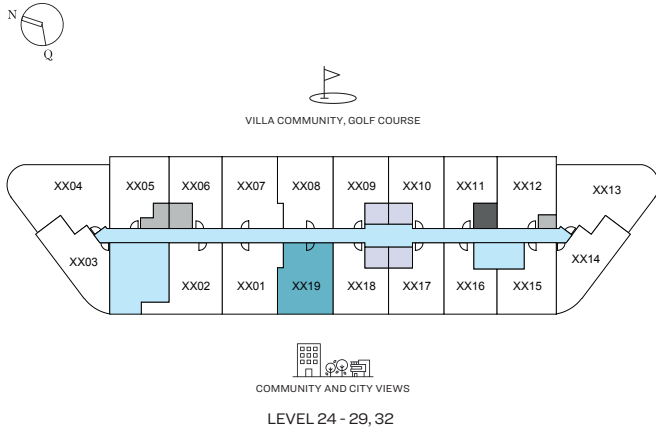 N
Q
VILLA COMMUNITY, GOLF COURSE
XX04 XX05 XX06 XX07 XX08 XX09 XX10 XX11 XX12 XX13
XX03 XX02 XX01 XX19 XX18 XX17 XX16 XX15 XX14
COMMUNITY AND CITY VIEWS
LEVEL 24 - 29, 32